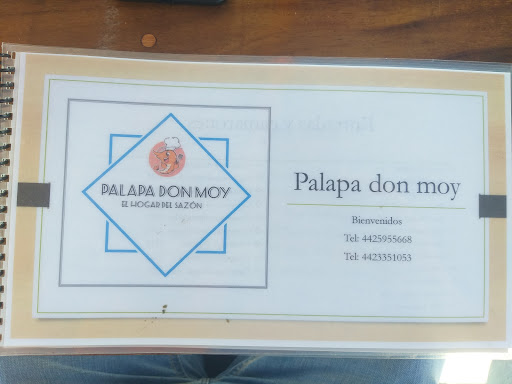 PALAPA DON MOY
EL HOGAR DEL SAZÓN
Palapa don moy
Bienvenidos
Tel: 4425955668
Tel: 4423351053